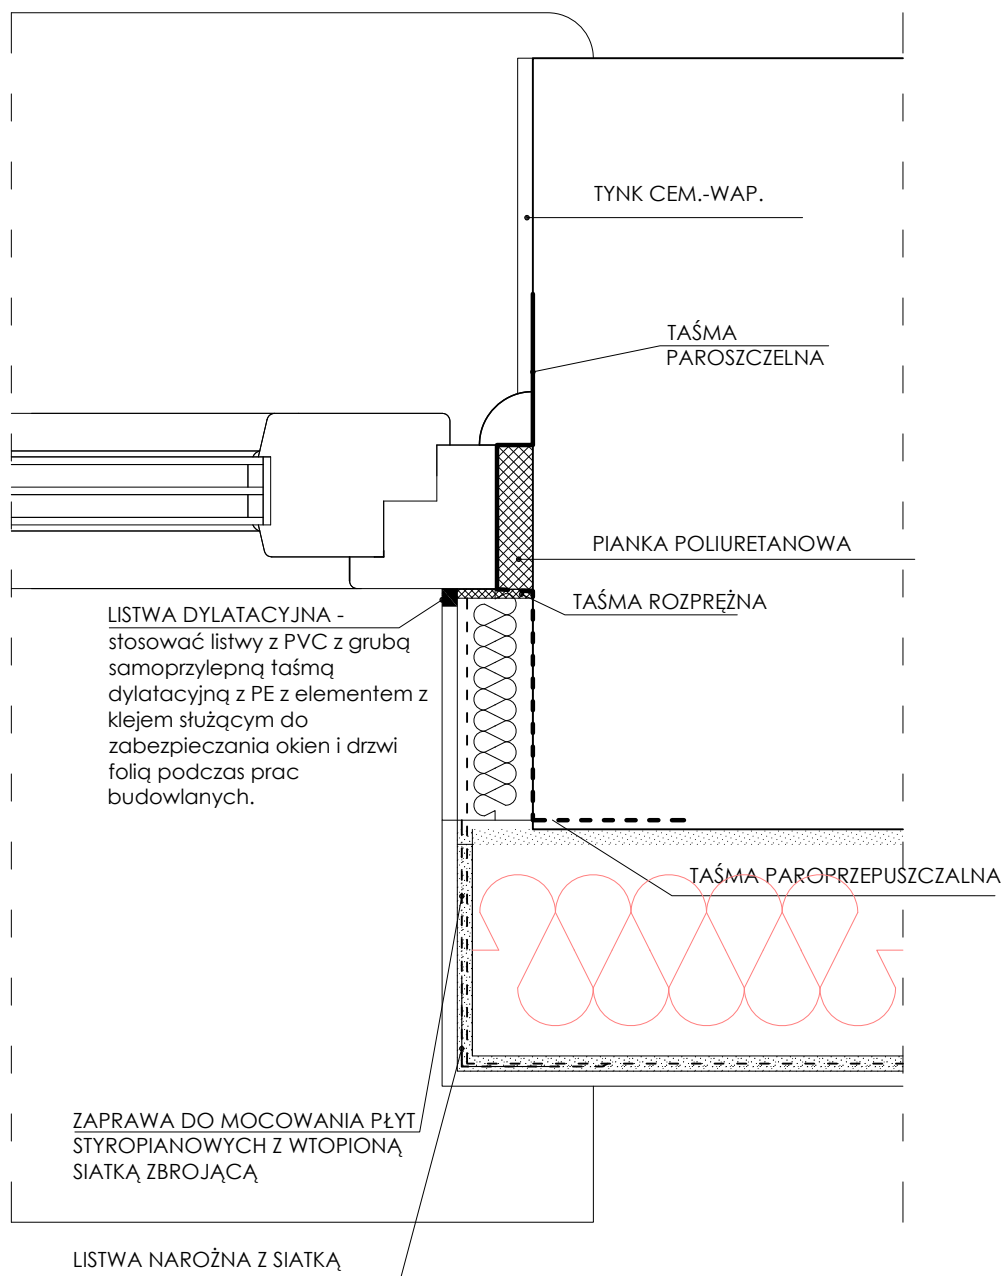 TYNK CEM.-WAP.
TAŚMA
PAROSZCZELNA
PIANKA POLIURETANOWA
TAŚMA ROZPRĘŻNA
LISTWA DYLATACYJNA -
stosować listwy z PVC z grubą
samoprzylepną taśmą
dylatacyjną z PE z elementem z
klejem służącym do
zabezpieczania okien i drzwi
folią podczas prac
budowlanych.
TAŚMA PAROPRZEPUSZCZALNA
ZAPRAWA DO MOCOWANIA PŁYT
STYROPIANOWYCH Z WTOPIONĄ
SIATKĄ ZBROJĄCĄ
LISTWA NAROŻNA Z SIATKĄ